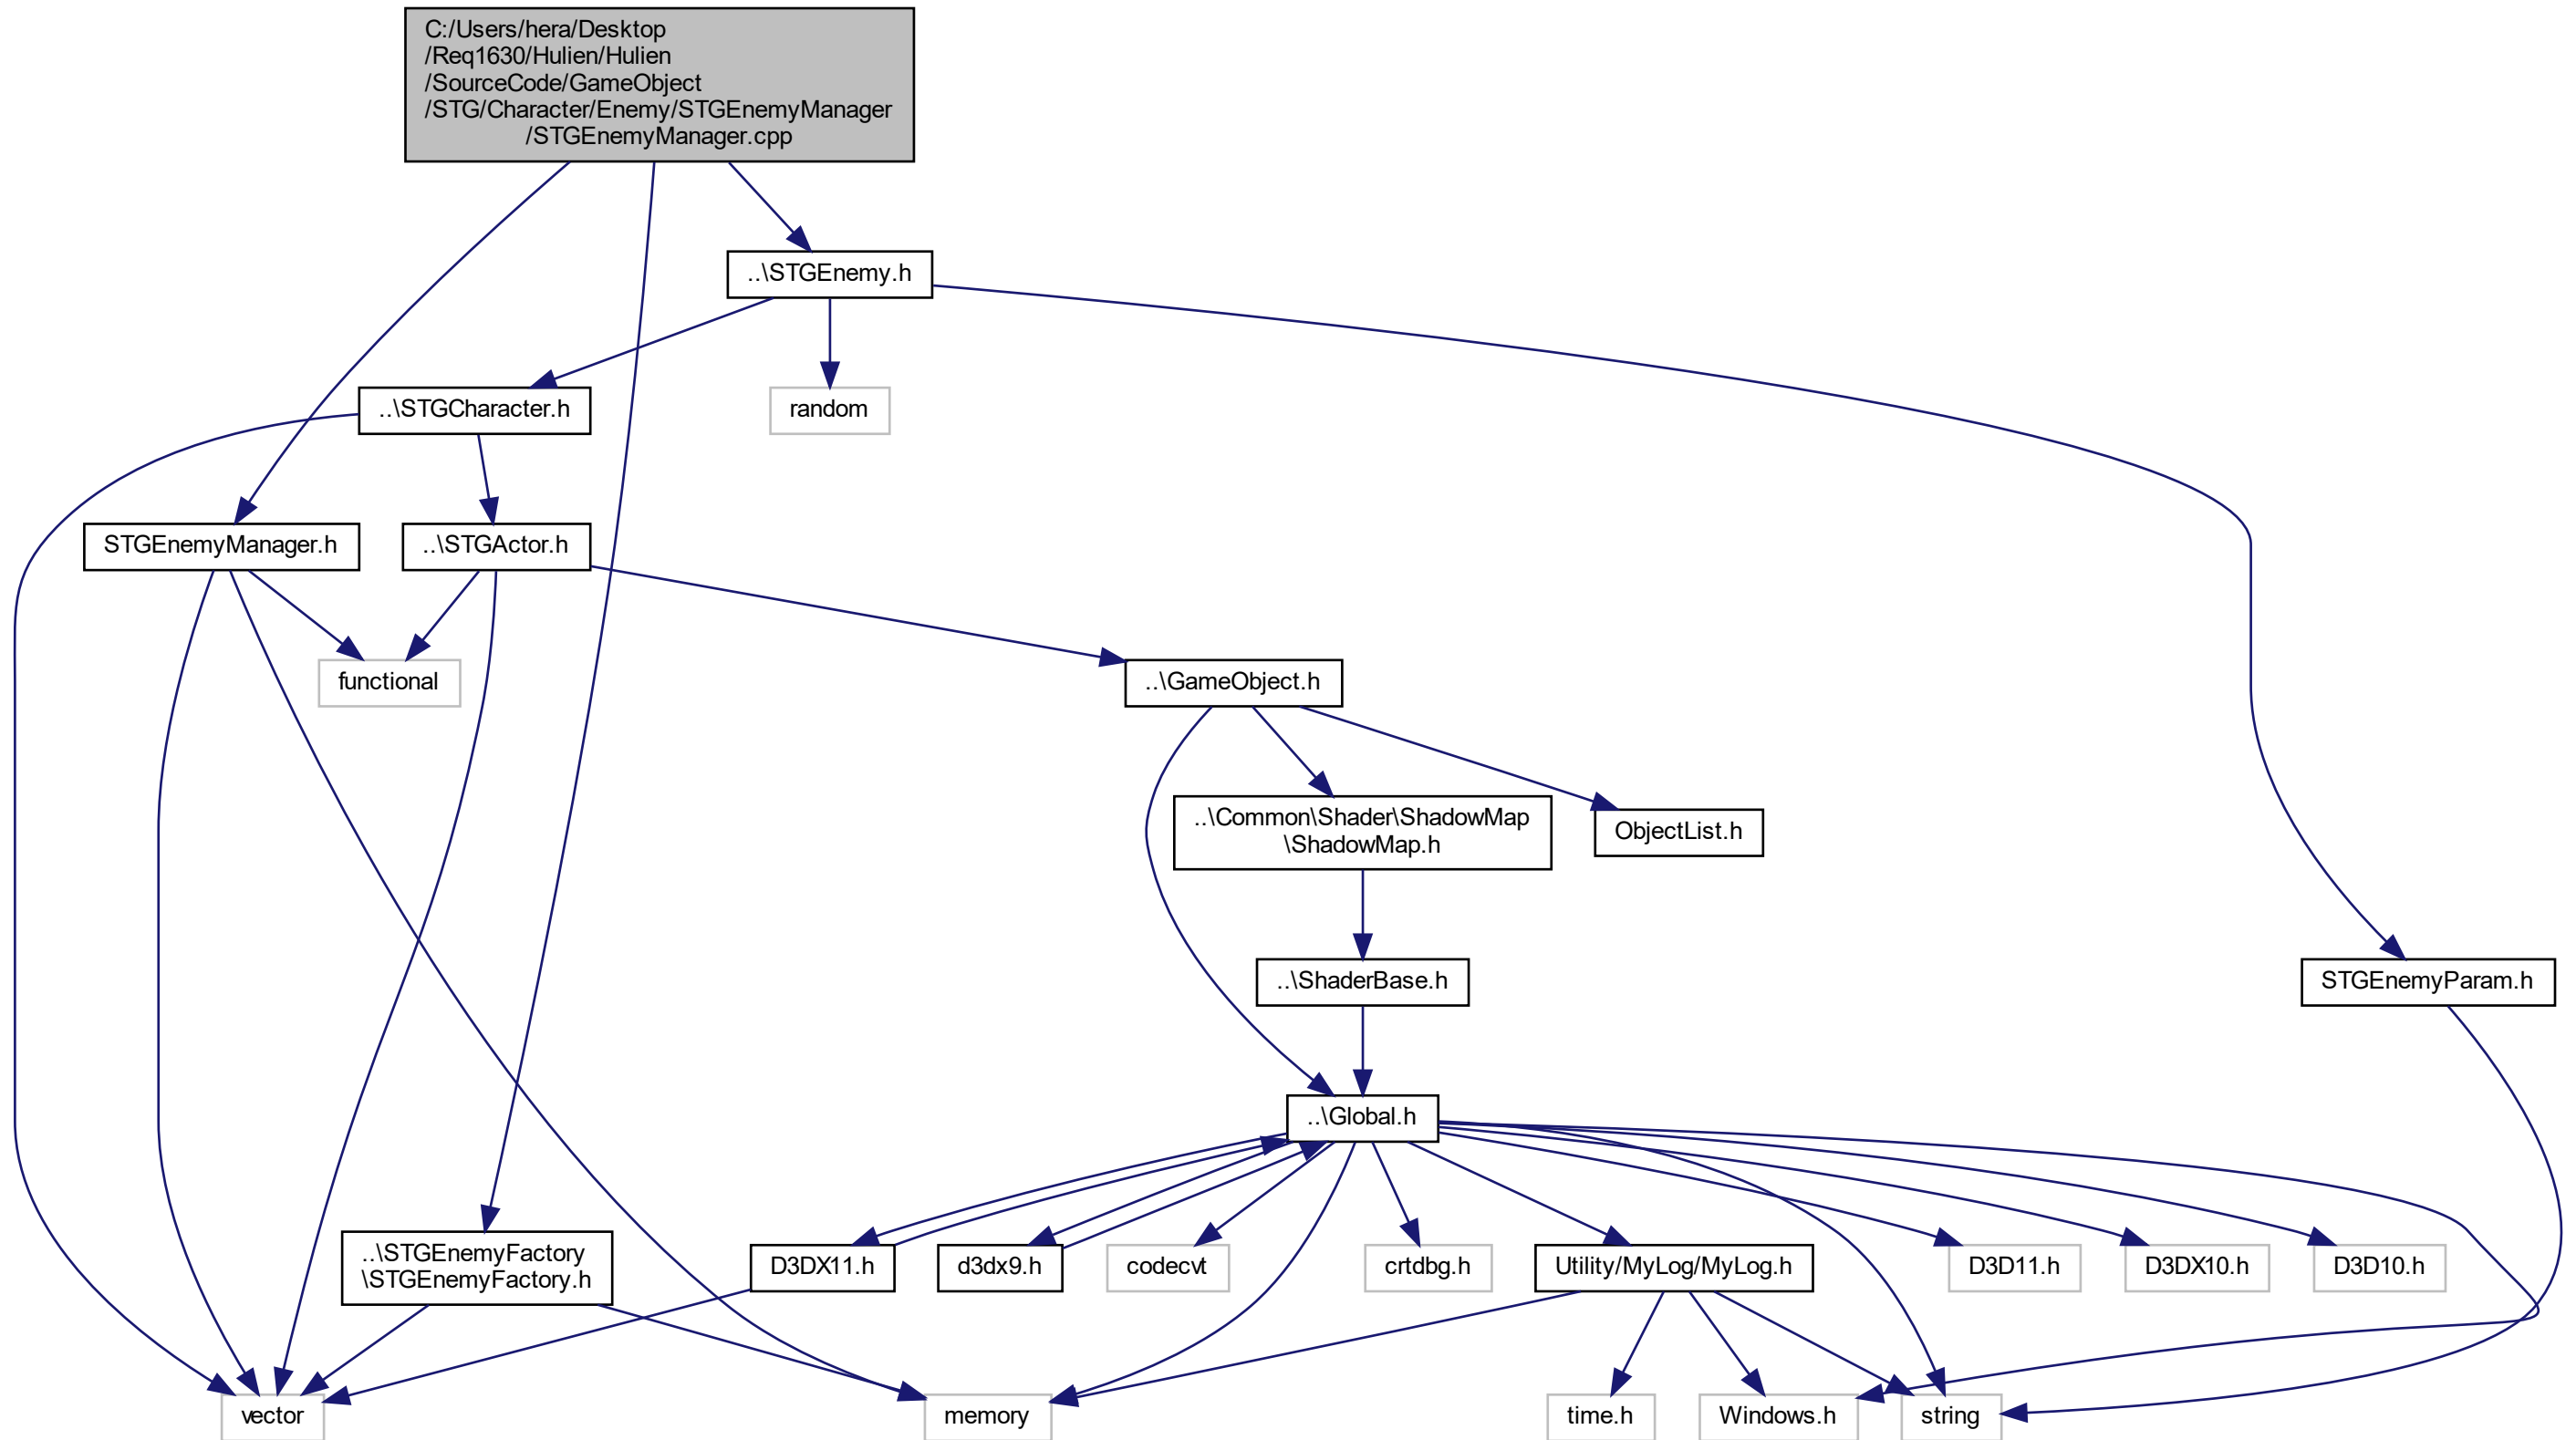 C:/Users/hera/Desktop
/Req1630/Hulien/Hulien
/SourceCode/GameObject
/STG/Character/Enemy/STGEnemyManager
/STGEnemyManager.cpp
..\STGEnemy.h
..\STGCharacter.h
random
STGEnemyManager.h
..\STGActor.h
functional
..\GameObject.h
..\Common\Shader\ShadowMap
\ShadowMap.h
ObjectList.h
..\ShaderBase.h
STGEnemyParam.h
..\Global.h
..\STGEnemyFactory
\STGEnemyFactory.h
D3DX11.h
d3dx9.h
codecvt
crtdbg.h
Utility/MyLog/MyLog.h
D3D11.h
D3DX10.h
D3D10.h
vector
memory
time.h
Windows.h
string